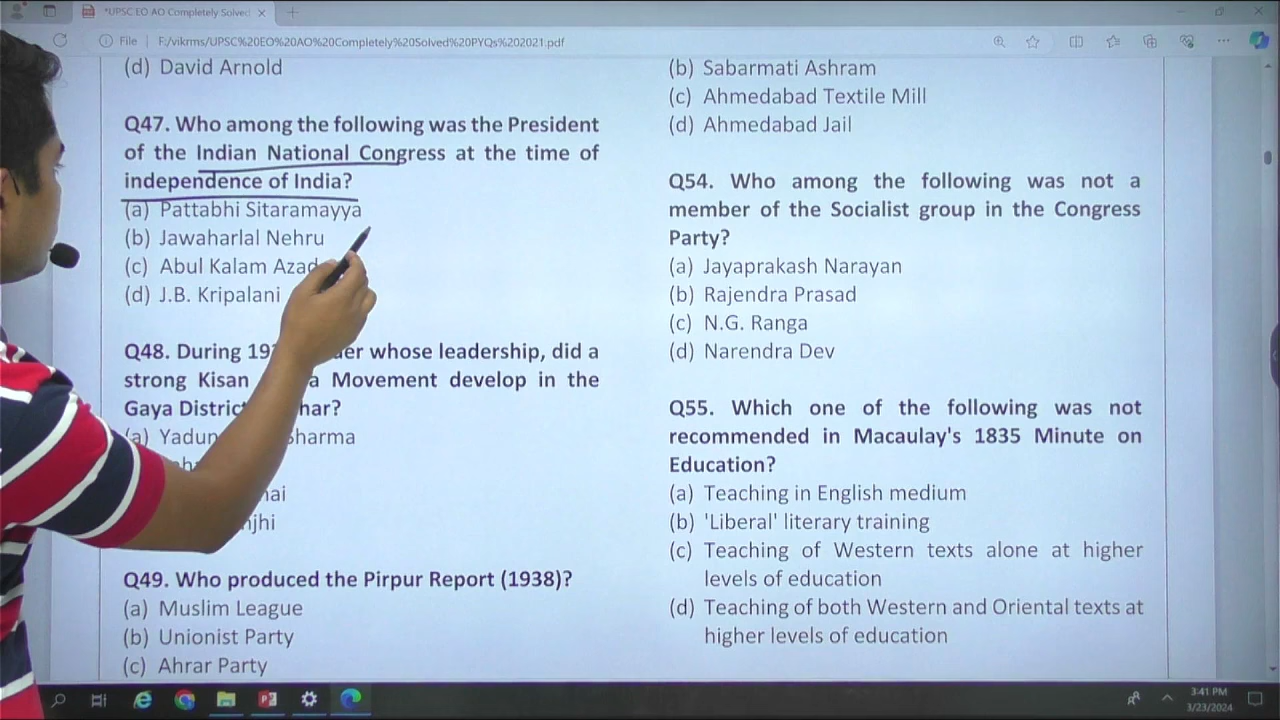 *UPSC EO AO Completely Solved
File
F:/vikrms/UPSC%20EO%20AO%20Completely%20Solved%20PYQs%202021.pdf
(d) David Arnold
Q47. Who among the following was the President
of the Indian National Congress at the time of
independence of India?
(a) Pattabhi Sitaramayya
(b) Jawaharlal Nehru
(c) Abul Kalam Azad
(d) J.B. Kripalani
Q48. During whose leadership, did a
strong Kisan Movement develop in the
Gaya
(a) Sharma
Q49. Who produced the Pirpur Report (1938)?
(a) Muslim League
(b) Unionist Party
(c) Ahrar Party
(b) Sabarmati Ashram
(c) Ahmedabad Textile Mill
(d) Ahmedabad Jail
Q54. Who among the following was not a
member of the Socialist group in the Congress
Party?
(a) Jayaprakash Narayan
(b) Rajendra Prasad
(c) N.G. Ranga
(d) Narendra Dev
Q55. Which one of the following was not
recommended in Macaulay's 1835 Minute on
Education?
(a) Teaching in English medium
(b) 'Liberal' literary training
(c) Teaching of Western texts alone at higher
levels of education
(d) Teaching of both Western and Oriental texts at
higher levels of education
3:41 PM
3/23/2024